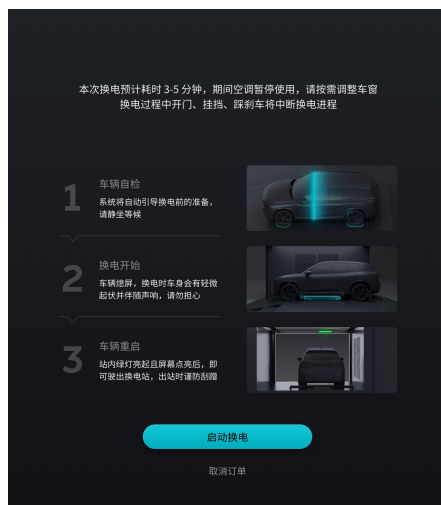 本次换电预计耗时 3-5 分钟，期间空调暂停使用，请按需调整车窗
换电过程中开门、挂挡、踩刹车将中断换电进程
1
车辆自检
系统将自动引导换电前的准备，
请静坐等候
2
换电开始
车辆熄屏，换电时车身会有轻微
起伏并伴随声响，请勿担心
3
车辆重启
站内绿灯亮起且屏幕点亮后，即
可驶出换电站，出站时谨防刮蹭
启动换电
取消订单